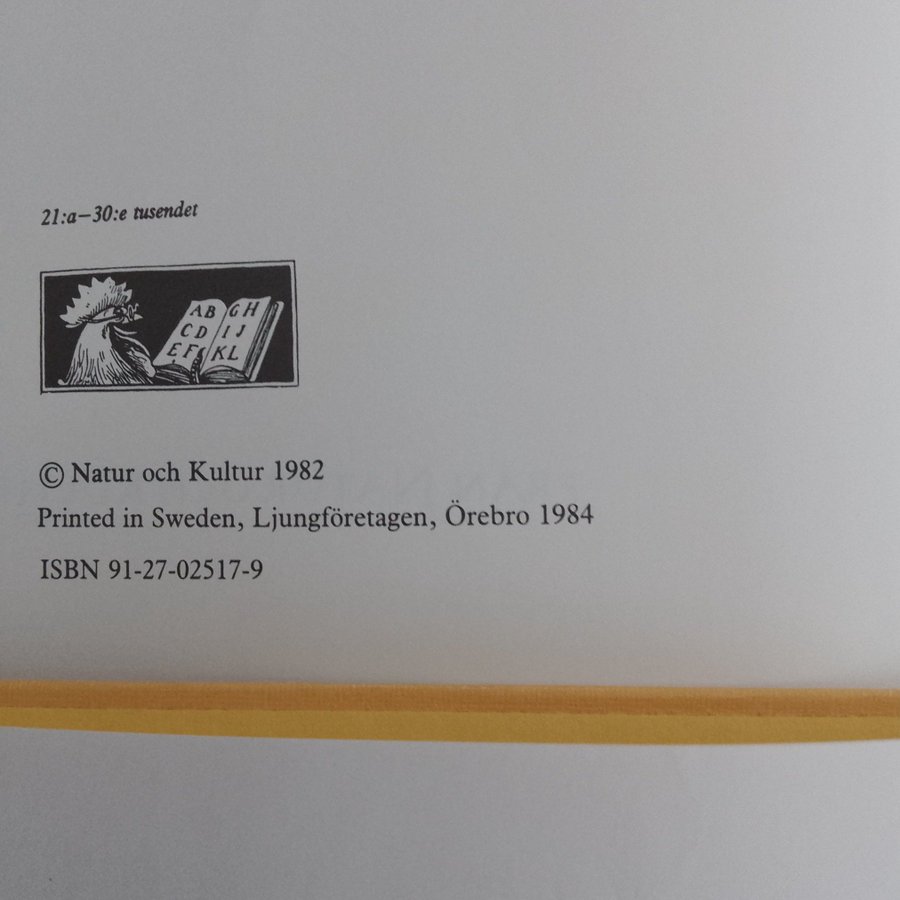 21:a–30:e tusendet
AB
CD
EF
GH
IJ
KL
© Natur och Kultur 1982
Printed in Sweden, Ljungföretagen, Örebro 1984
ISBN 91-27-02517-9